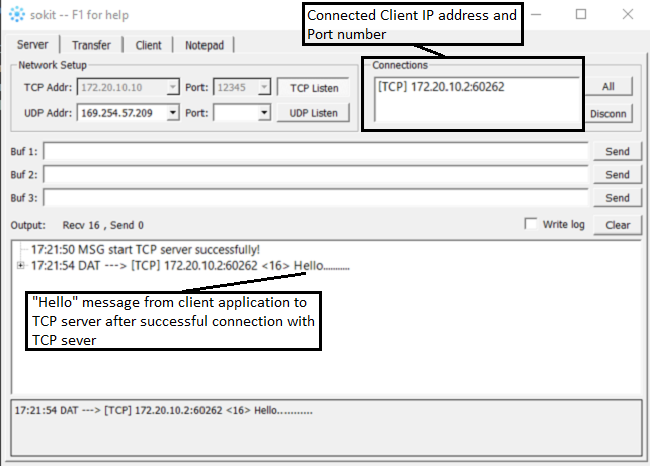 sokit -- F1 for help
Connected Client IP address and
Port number
Server Transfer Client Notepad
Network Setup
TCP Addr: 172.20.10.10 Port: 12345 TCP Listen
UDP Addr: 169.254.57.209 Port: UDP Listen
Connections
[TCP] 172.20.10.2:60262
All
Disconn
Buf 1: Send
Buf 2: Send
Buf 3: Send
Output: Recv 16 , Send 0 Write log Clear
17:21:50 MSG start TCP server successfully!
17:21:54 DAT ---> [TCP] 172.20.10.2:60262 <16> Hello...........
"Hello" message from client application to
TCP server after successful connection with
TCP sever
17:21:54 DAT ---> [TCP] 172.20.10.2:60262 <16> Hello...........